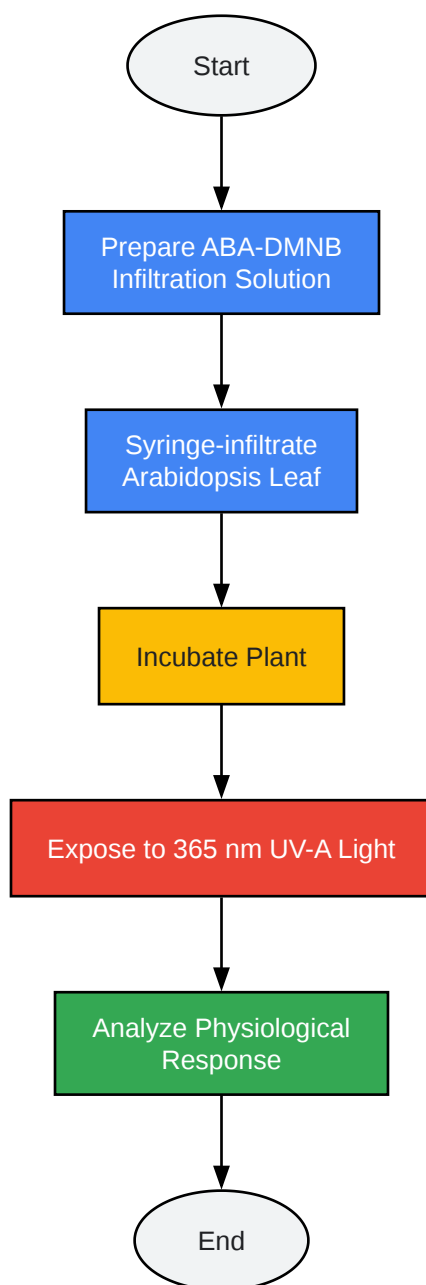 Start
Prepare ABA-DMNB
Infiltration Solution
Syringe-infiltrate
Arabidopsis Leaf
Incubate Plant
Expose to 365 nm UV-A Light
Analyze Physiological
Response
End